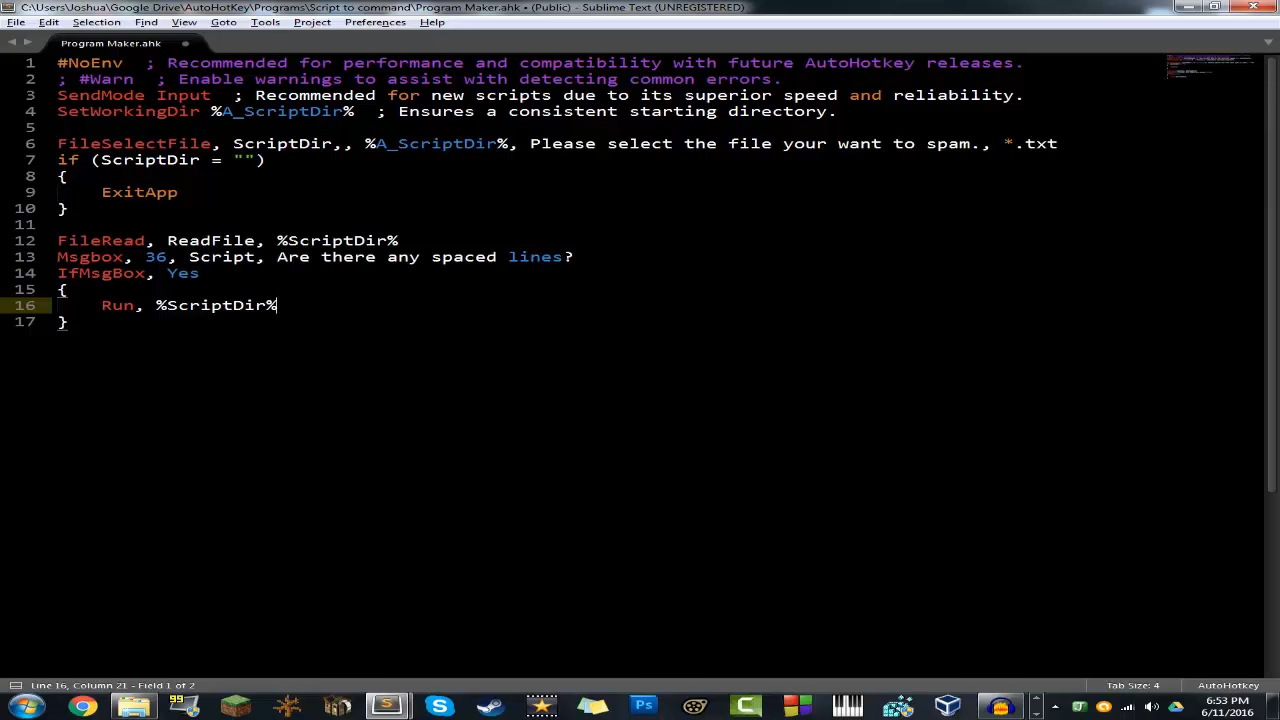 C:\Users\Joshua\Google Drive\AutoHotKey\Programs\Script to command\Program Maker.ahk • (Public) - Sublime Text (UNREGISTERED)
File Edit Selection Find View Goto Tools Project Preferences Help
Program Maker.ahk
1 #NoEnv  ; Recommended for performance and compatibility with future AutoHotkey releases.
2 ; #Warn  ; Enable warnings to assist with detecting common errors.
3 SendMode Input  ; Recommended for new scripts due to its superior speed and reliability.
4 SetWorkingDir %A_ScriptDir%  ; Ensures a consistent starting directory.
5
6 FileSelectFile, ScriptDir,, %A_ScriptDir%, Please select the file your want to spam., *.txt
7 if (ScriptDir = "")
8 {
9     ExitApp
10 }
11
12 FileRead, ReadFile, %ScriptDir%
13 Msgbox, 36, Script, Are there any spaced lines?
14 IfMsgBox, Yes
15 {
16     Run, %ScriptDir%
17 }
Line 16, Column 21 - Field 1 of 2
Tab Size: 4
AutoHotkey
99
S
Ps
C
6:53 PM
6/11/2016